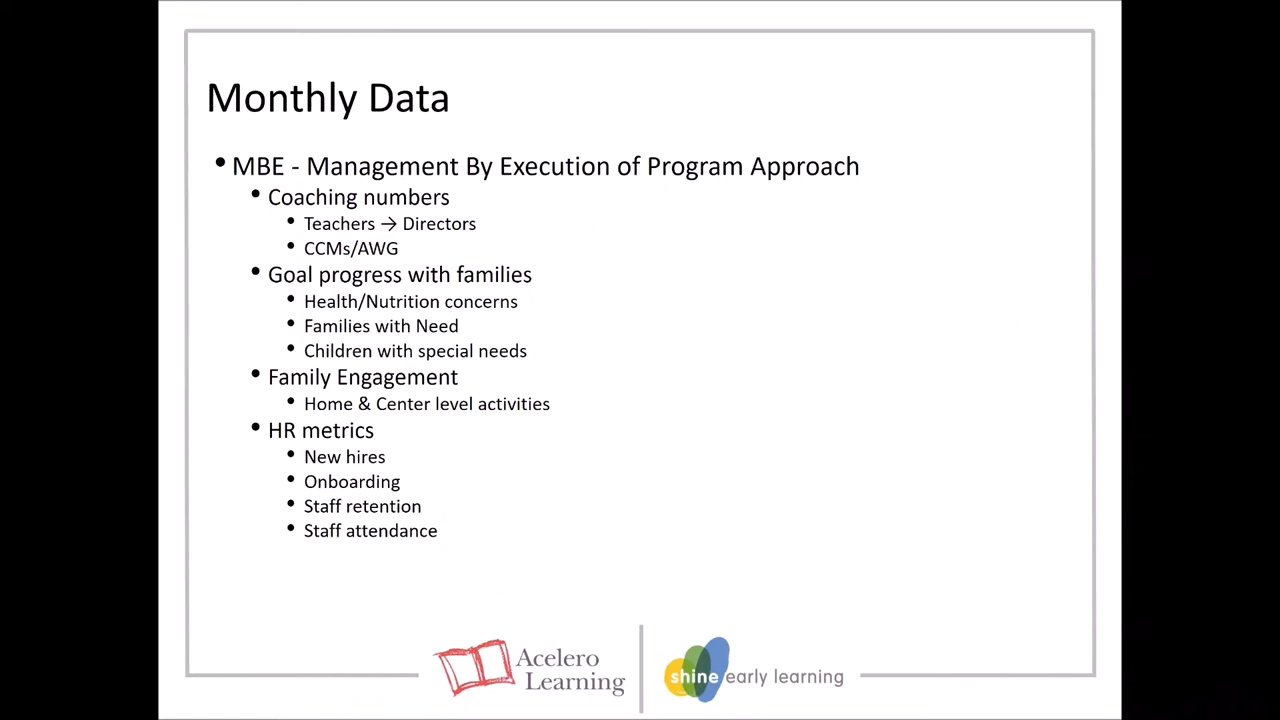 Monthly Data
• MBE - Management By Execution of Program Approach
• Coaching numbers
• Teachers → Directors
• CCMs/AWG
• Goal progress with families
• Health/Nutrition concerns
• Families with Need
• Children with special needs
• Family Engagement
• Home & Center level activities
• HR metrics
• New hires
• Onboarding
• Staff retention
• Staff attendance
Acelero
Learning
shine early learning